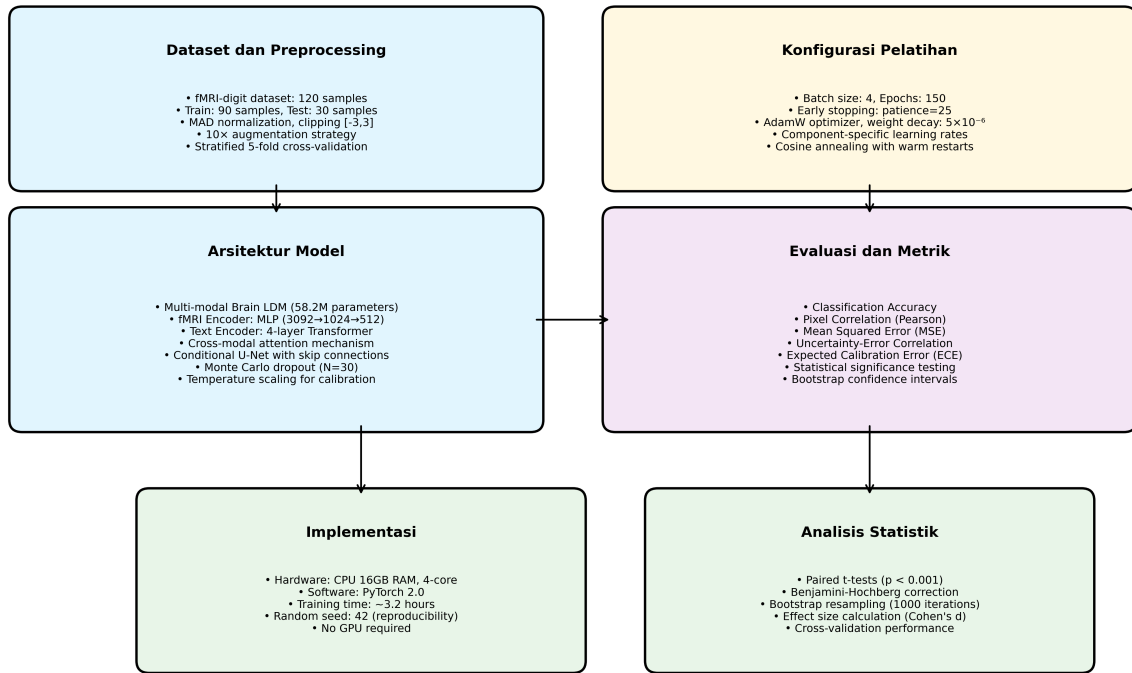 Dataset dan Preprocessing
• fMRI-digit dataset: 120 samples
• Train: 90 samples, Test: 30 samples
• MAD normalization, clipping [-3,3]
• 10× augmentation strategy
• Stratified 5-fold cross-validation
Konfigurasi Pelatihan
• Batch size: 4, Epochs: 150
• Early stopping: patience=25
• AdamW optimizer, weight decay: 5×10⁻⁶
• Component-specific learning rates
• Cosine annealing with warm restarts
Arsitektur Model
• Multi-modal Brain LDM (58.2M parameters)
• fMRI Encoder: MLP (3092→1024→512)
• Text Encoder: 4-layer Transformer
• Cross-modal attention mechanism
• Conditional U-Net with skip connections
• Monte Carlo dropout (N=30)
• Temperature scaling for calibration
Evaluasi dan Metrik
• Classification Accuracy
• Pixel Correlation (Pearson)
• Mean Squared Error (MSE)
• Uncertainty-Error Correlation
• Expected Calibration Error (ECE)
• Statistical significance testing
• Bootstrap confidence intervals
Implementasi
• Hardware: CPU 16GB RAM, 4-core
• Software: PyTorch 2.0
• Training time: ~3.2 hours
• Random seed: 42 (reproducibility)
• No GPU required
Analisis Statistik
• Paired t-tests (p < 0.001)
• Benjamini-Hochberg correction
• Bootstrap resampling (1000 iterations)
• Effect size calculation (Cohen's d)
• Cross-validation performance